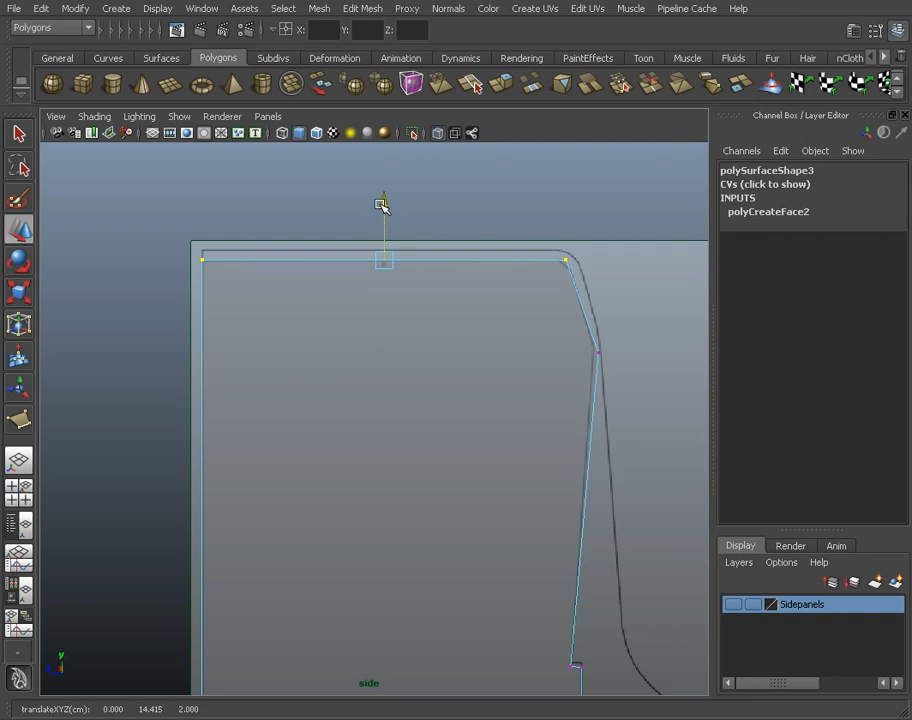 File Edit Modify Create Display Window Assets Select Mesh Edit Mesh Proxy Normals Color Create UVs Edit UVs Muscle Pipeline Cache Help
Polygons X: Y: Z:
General Curves Surfaces Polygons Subdivs Deformation Animation Dynamics Rendering PaintEffects Toon Muscle Fluids Fur Hair nCloth
View Shading Lighting Show Renderer Panels
Channel Box / Layer Editor
Channels Edit Object Show
polySurfaceShape3
CVs (click to show)
INPUTS
polyCreateFace2
Display Render Anim
Layers Options Help
Sidepanels
y
side
translateXYZ(cm): 0.000 14.415 2.000